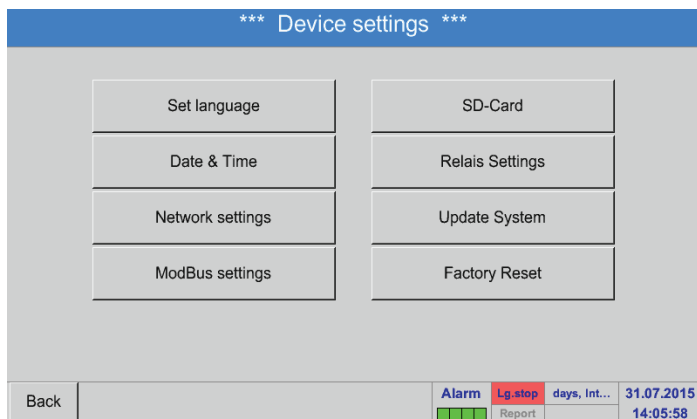 *** Device settings ***
Set language
SD-Card
Date & Time
Relais Settings
Network settings
Update System
ModBus settings
Factory Reset
Back
Alarm
Lg.stop
days, Int...
31.07.2015
Report
14:05:58